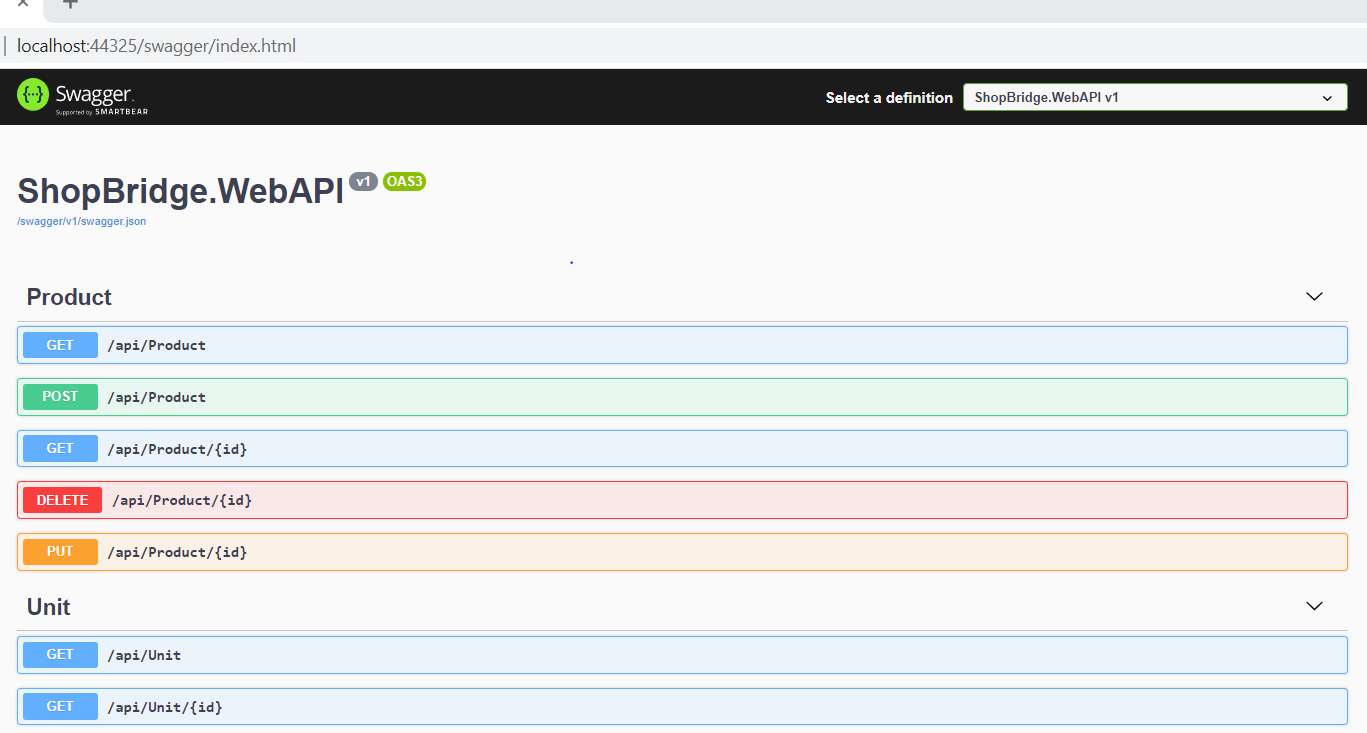 localhost:44325/swagger/index.html
Swagger.
Supported by SMARTBEAR
Select a definition ShopBridge.WebAPI v1
ShopBridge.WebAPI v1 OAS3
/swagger/v1/swagger.json
Product
GET /api/Product
POST /api/Product
GET /api/Product/{id}
DELETE /api/Product/{id}
PUT /api/Product/{id}
Unit
GET /api/Unit
GET /api/Unit/{id}